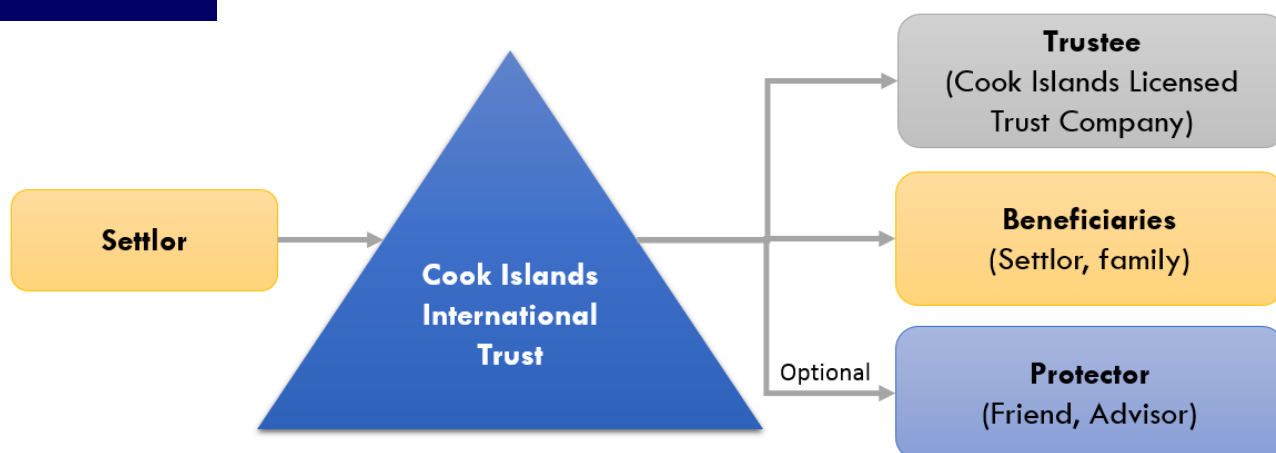 Settlor
Cook Islands
International
Trust
Trustee
(Cook Islands Licensed
Trust Company)
Beneficiaries
(Settlor, family)
Optional
Protector
(Friend, Advisor)